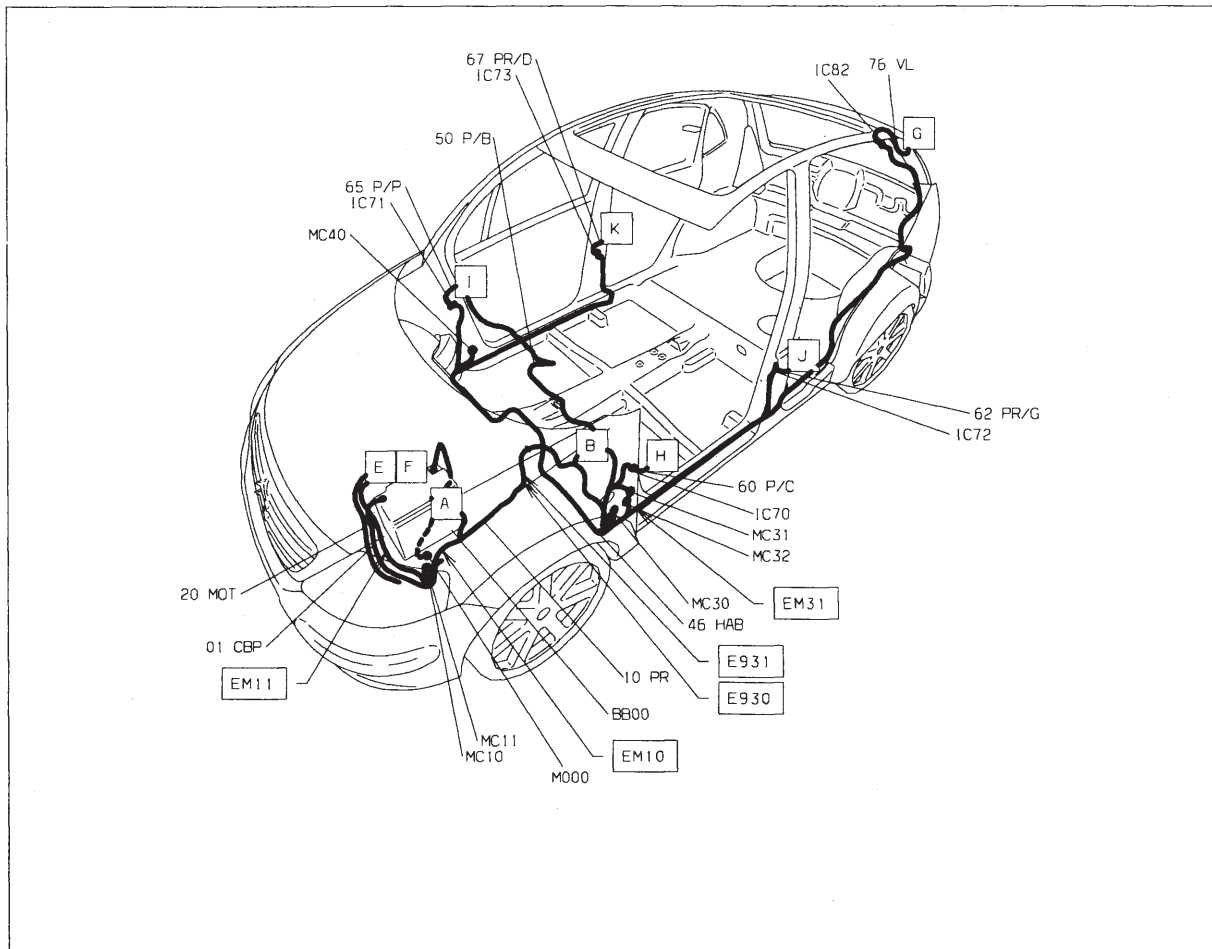 67 PR/D
IC73
IC82
76 VL
G
50 P/B
65 P/P
IC71
K
MC40
I
J
62 PR/G
IC72
B
H
E
F
60 P/C
A
IC70
MC31
MC32
20 MOT
MC30
EM31
46 HAB
01 CBP
E931
EM11
10 PR
E930
BB00
MC11
MC10
EM10
M000